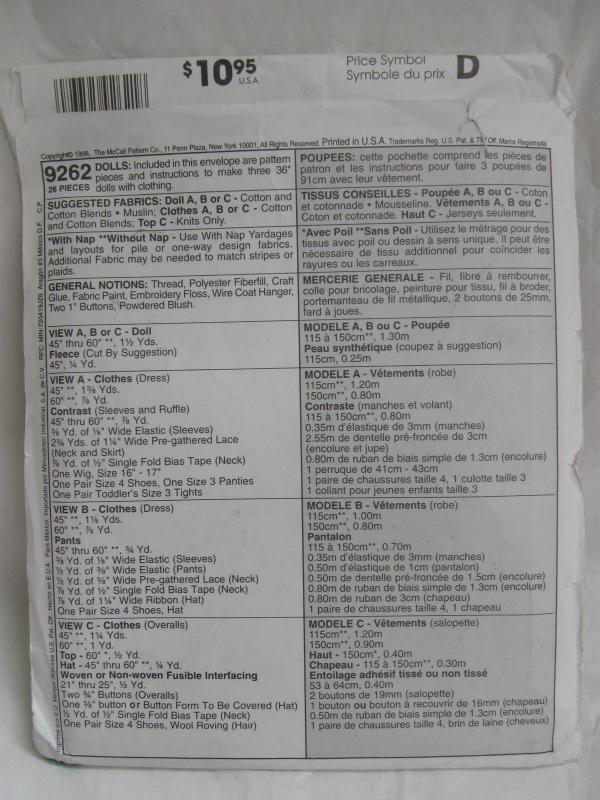 $10.95
U.S.A.
Price Symbol
Symbole du prix
D
Copyright© 1998, The McCall Pattern Co., 11 Penn Plaza, New York 10001, All Rights Reserved. Printed in U.S.A. Trademarks Reg. U.S. Pat. & TM Off. Marca Registrada
9262
26 PIECES
DOLLS: Included in this envelope are pattern
pieces and instructions to make three 36"
dolls with clothing.
SUGGESTED FABRICS: Doll A, B or C - Cotton and
Cotton Blends • Muslin; Clothes A, B or C - Cotton
and Cotton Blends; Top C - Knits Only.
*With Nap **Without Nap - Use With Nap Yardages
and layouts for pile or one-way design fabrics.
Additional Fabric may be needed to match stripes or
plaids.
GENERAL NOTIONS: Thread, Polyester Fiberfill, Craft
Glue, Fabric Paint, Embroidery Floss, Wire Coat Hanger,
Two 1" Buttons, Powdered Blush.
VIEW A, B or C - Doll
45" thru 60" **, 1½ Yds.
Fleece (Cut By Suggestion)
45", ¼ Yd.
VIEW A - Clothes (Dress)
45" **, 1⅜ Yds.
60" **, ⅞ Yd.
Contrast (Sleeves and Ruffle)
45" thru 60" **, ⅞ Yd.
⅜ Yd. of ⅛" Wide Elastic (Sleeves)
2¾ Yds. of 1¼" Wide Pre-gathered Lace
(Neck and Skirt)
⅞ Yd. of ½" Single Fold Bias Tape (Neck)
One Wig, Size 16" - 17"
One Pair Size 4 Shoes, One Size 3 Panties
One Pair Toddler's Size 3 Tights
VIEW B - Clothes (Dress)
45" **, 1⅛ Yds.
60" **, ⅞ Yd.
Pants
45" thru 60" **, ¾ Yd.
⅜ Yd. of ⅛" Wide Elastic (Sleeves)
½ Yd. of ⅜" Wide Elastic (Pants)
½ Yd. of ⅝" Wide Pre-gathered Lace (Neck)
⅞ Yd. of ½" Single Fold Bias Tape (Neck)
⅞ Yd. of 1¼" Wide Ribbon (Hat)
One Pair Size 4 Shoes, Hat
VIEW C - Clothes (Overalls)
45" **, 1¼ Yds.
60" **, 1 Yd.
Top - 60" *, ½ Yd.
Hat - 45" thru 60" **, ¼ Yd.
Woven or Non-woven Fusible Interfacing
21" thru 25", ½ Yd.
Two ¾" Buttons (Overalls)
One ⅝" button or Button Form To Be Covered (Hat)
½ Yd. of ½" Single Fold Bias Tape (Neck)
One Pair Size 4 Shoes, Wool Roving (Hair)
POUPEES: cette pochette comprend les pièces de
patron et les instructions pour faire 3 poupées de
91cm avec leur vêtement.
TISSUS CONSEILLES - Poupée A, B ou C - Coton
et cotonnade • Mousseline. Vêtements A, B ou C -
Coton et cotonnade. Haut C - Jerseys seulement.
*Avec Poil **Sans Poil - Utilisez le métrage pour des
tissus avec poil ou dessin à sens unique. Il peut être
nécessaire de tissu additionnel pour coïncider les
rayures ou les carreaux.
MERCERIE GENERALE - Fil, fibre à rembourrer,
colle pour bricolage, peinture pour tissu, fil à broder,
portemanteau de fil métallique, 2 boutons de 25mm,
fard à joues.
MODELE A, B ou C - Poupée
115 à 150cm**, 1.30m
Peau synthétique (coupez à suggestion)
115cm, 0.25m
MODELE A - Vêtements (robe)
115cm**, 1.20m
150cm**, 0.80m
Contraste (manches et volant)
115 à 150cm**, 0.80m
0.35m d'élastique de 3mm (manches)
2.55m de dentelle pré-froncée de 3cm
(encolure et jupe)
0.80m de ruban de biais simple de 1.3cm (encolure)
1 perruque de 41cm - 43cm
1 paire de chaussures taille 4, 1 culotte taille 3
1 collant pour jeunes enfants taille 3
MODELE B - Vêtements (robe)
115cm**, 1.00m
150cm**, 0.80m
Pantalon
115 à 150cm**, 0.70m
0.35m d'élastique de 3mm (manches)
0.50m d'élastique de 1cm (pantalon)
0.50m de dentelle pré-froncée de 1.5cm (encolure)
0.80m de ruban de biais simple de 1.3cm (encolure)
0.80m de ruban de 3cm (chapeau)
1 paire de chaussures taille 4, 1 chapeau
MODELE C - Vêtements (salopette)
115cm**, 1.20m
150cm**, 0.90m
Haut - 150cm*, 0.40m
Chapeau - 115 à 150cm**, 0.30m
Entoilage adhésif tissé ou non tissé
53 à 64cm, 0.40m
2 boutons de 19mm (salopette)
1 bouton ou bouton à recouvrir de 16mm (chapeau)
0.50m de ruban de biais simple de 1.3cm (encolure)
1 paire de chaussures taille 4, brin de laine (cheveux)